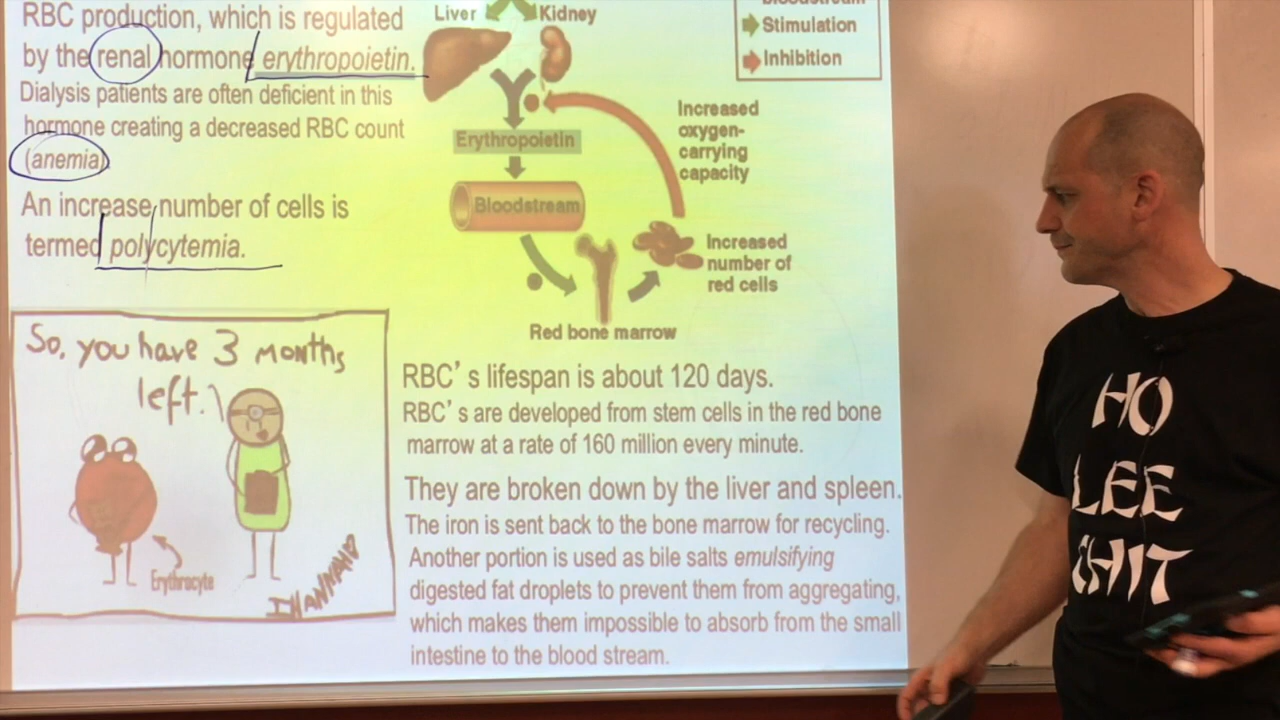 RBC production, which is regulated
by the renal hormone erythropoietin.
Dialysis patients are often deficient in this
hormone creating a decreased RBC count
(anemia).
An increase number of cells is
termed polycytemia.
Liver
Kidney
Stimulation
Inhibition
Erythropoietin
Bloodstream
Increased
oxygen-
carrying
capacity
Increased
number of
red cells
Red bone marrow
So, you have 3 months
left.
Erythrocyte
RBC's lifespan is about 120 days.
RBC's are developed from stem cells in the red bone
marrow at a rate of 160 million every minute.
They are broken down by the liver and spleen.
The iron is sent back to the bone marrow for recycling.
Another portion is used as bile salts emulsifying
digested fat droplets to prevent them from aggregating,
which makes them impossible to absorb from the small
intestine to the blood stream.
HO
LEE
CHIT